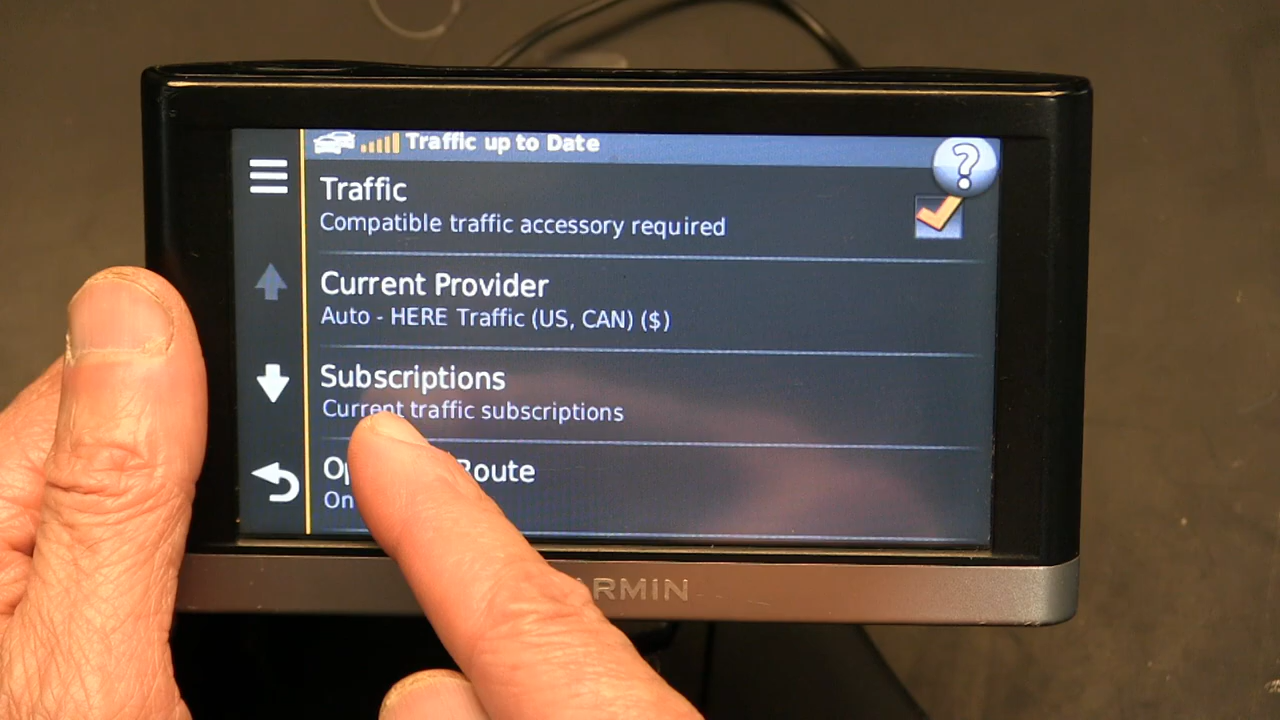 Traffic up to Date
?
Traffic
Compatible traffic accessory required
Current Provider
Auto - HERE Traffic (US, CAN) ($)
Subscriptions
Current traffic subscriptions
Route
On
ARMIN